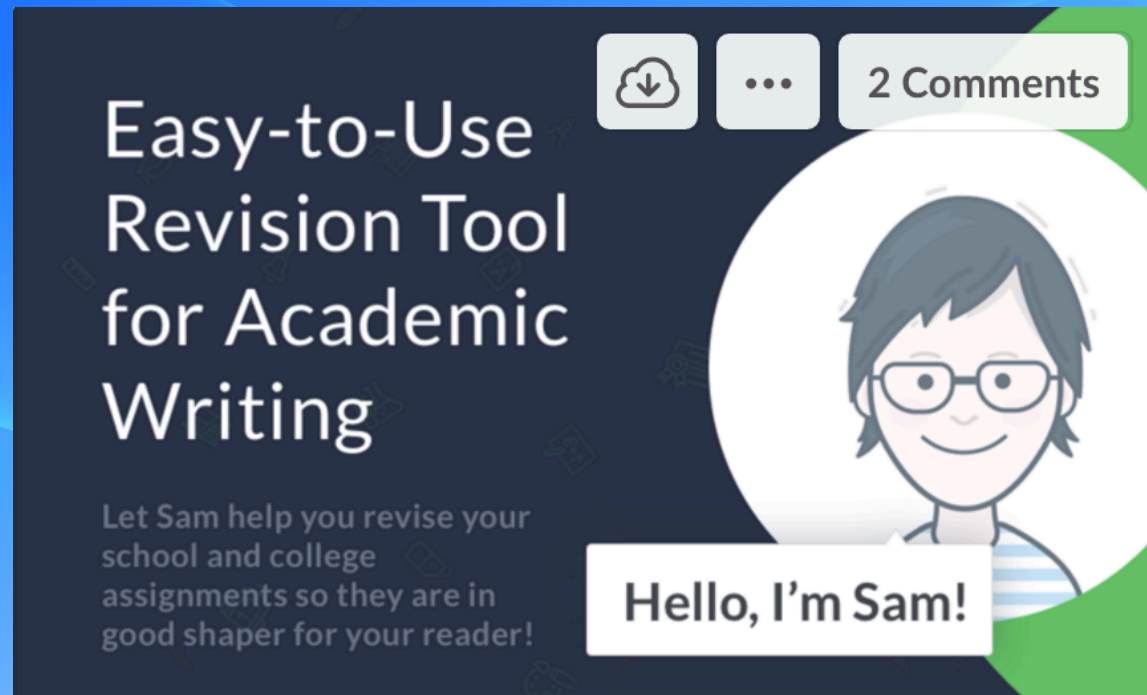 2 Comments
Easy-to-Use
Revision Tool
for Academic
Writing
Let Sam help you revise your
school and college
assignments so they are in
good shaper for your reader!
Hello, I’m Sam!